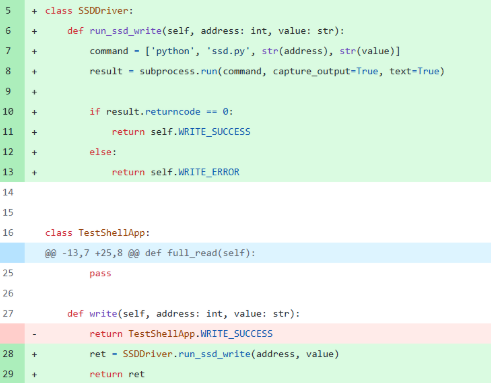 5 + class SSDDriver:
6 +     def run_ssd_write(self, address: int, value: str):
7 +         command = ['python', 'ssd.py', str(address), str(value)]
8 +         result = subprocess.run(command, capture_output=True, text=True)
9 +
10 +         if result.returncode == 0:
11 +             return self.WRITE_SUCCESS
12 +         else:
13 +             return self.WRITE_ERROR
14
15
16 class TestShellApp:
@@ -13,7 +25,8 @@ def full_read(self):
25         pass
26
27     def write(self, address: int, value: str):
-         return TestShellApp.WRITE_SUCCESS
28 +         ret = SSDDriver.run_ssd_write(address, value)
29 +         return ret